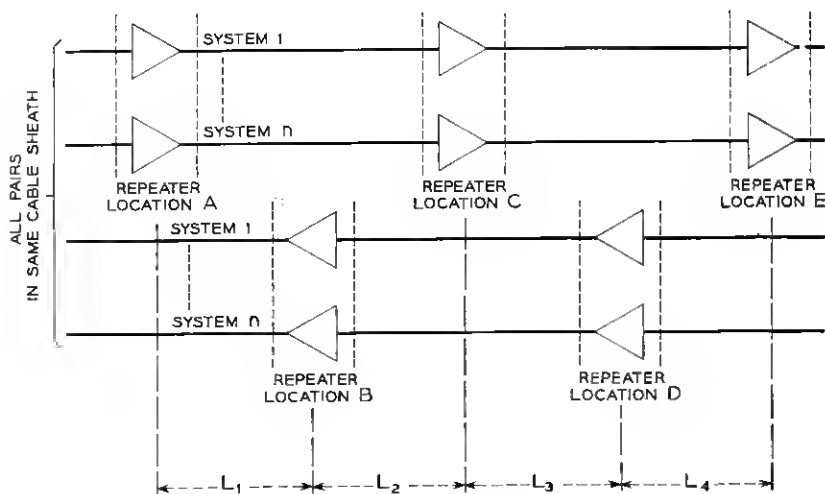 ALL PAIRS
IN SAME CABLE SHEATH
SYSTEM 1
SYSTEM n
REPEATER
LOCATION A
REPEATER
LOCATION C
REPEATER
LOCATION E
SYSTEM 1
SYSTEM n
REPEATER
LOCATION B
REPEATER
LOCATION D
L1
L2
L3
L4